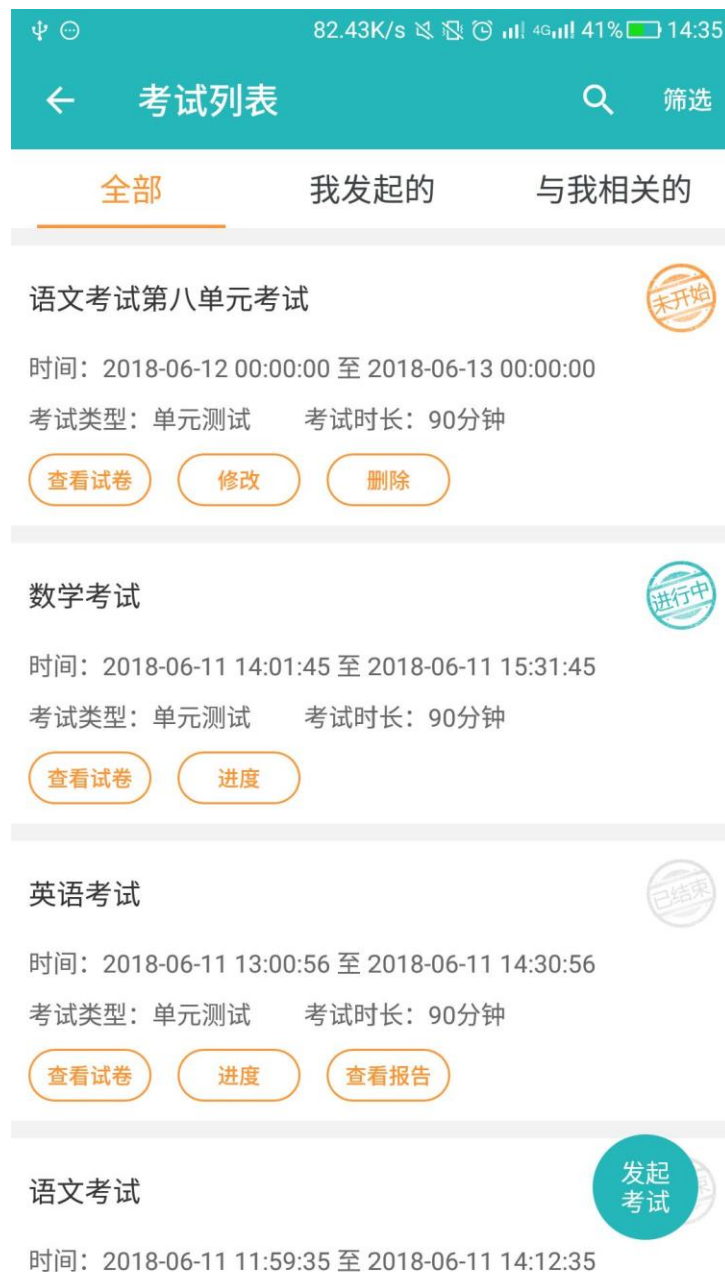 82.43K/s 4G 41% 14:35
考试列表 筛选
全部 我发起的 与我相关的
语文考试第八单元考试 未开始
时间：2018-06-12 00:00:00 至 2018-06-13 00:00:00
考试类型：单元测试 考试时长：90分钟
查看试卷 修改 删除
数学考试 进行中
时间：2018-06-11 14:01:45 至 2018-06-11 15:31:45
考试类型：单元测试 考试时长：90分钟
查看试卷 进度
英语考试 已结束
时间：2018-06-11 13:00:56 至 2018-06-11 14:30:56
考试类型：单元测试 考试时长：90分钟
查看试卷 进度 查看报告
语文考试
发起
考试
时间：2018-06-11 11:59:35 至 2018-06-11 14:12:35